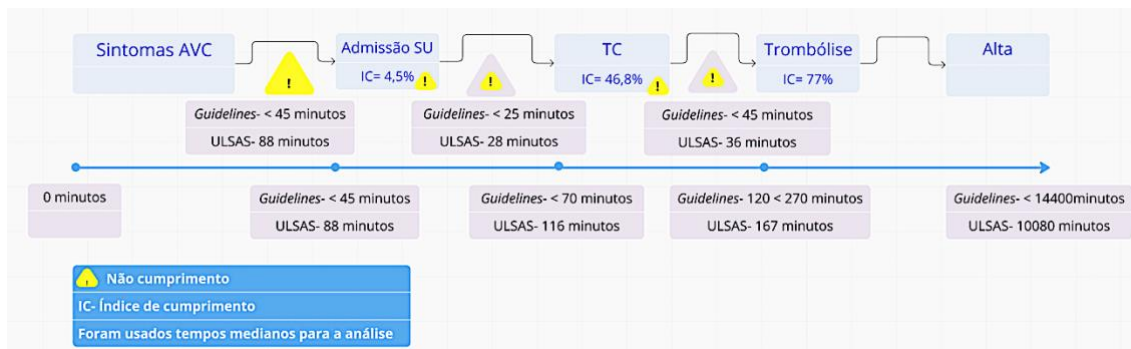 Sintomas AVC
Admissão SU
IC= 4,5%
TC
IC= 46,8%
Trombólise
IC= 77%
Alta
!
!
!
!
!
Guidelines- < 45 minutos
ULSAS- 88 minutos
Guidelines- < 25 minutos
ULSAS- 28 minutos
Guidelines- < 45 minutos
ULSAS- 36 minutos
0 minutos
Guidelines- < 45 minutos
ULSAS- 88 minutos
Guidelines- < 70 minutos
ULSAS- 116 minutos
Guidelines- 120 < 270 minutos
ULSAS- 167 minutos
Guidelines- < 14400minutos
ULSAS- 10080 minutos
! Não cumprimento
IC- Índice de cumprimento
Foram usados tempos medianos para a análise